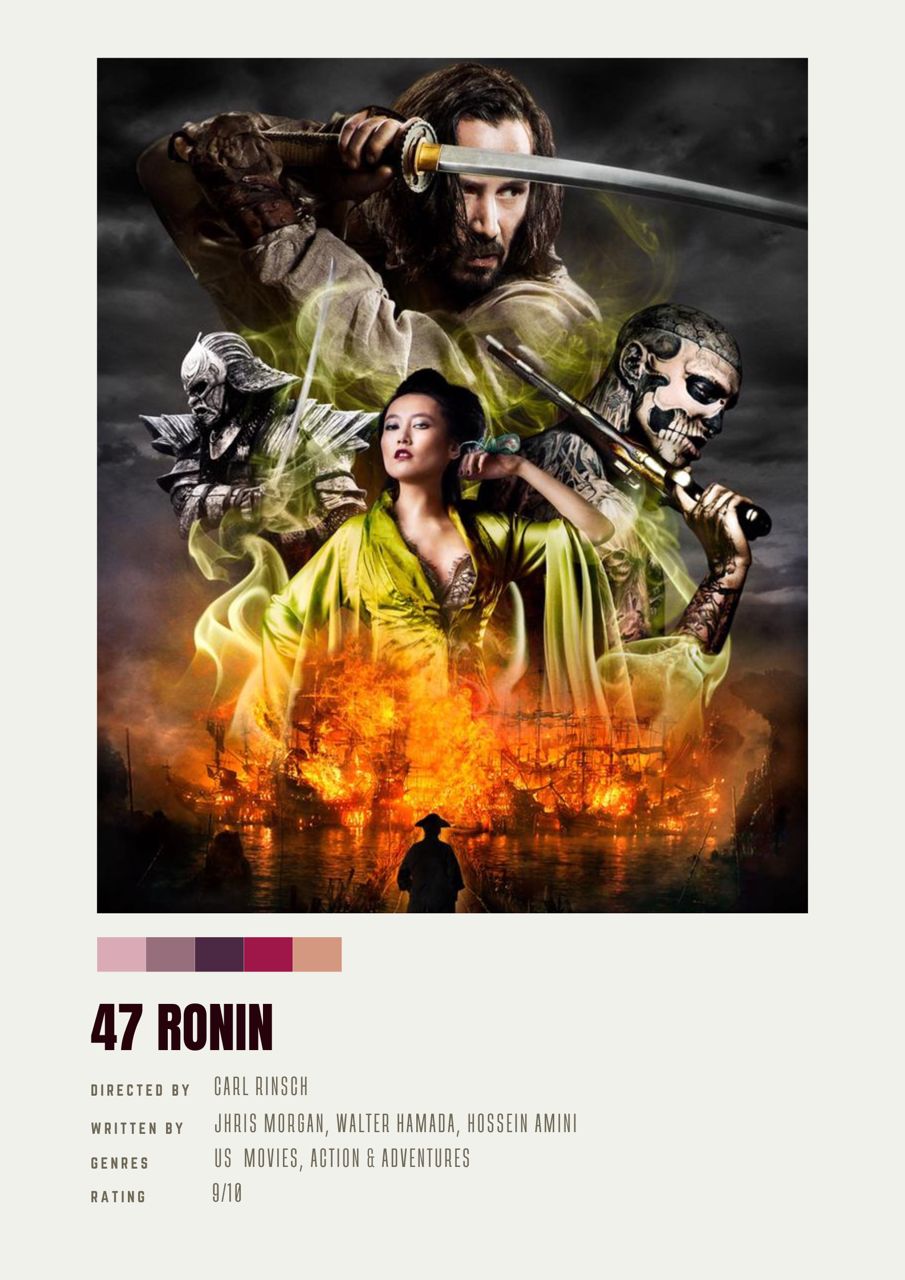 47 RONIN
DIRECTED BY CARL RINSCH
WRITTEN BY JHRIS MORGAN, WALTER HAMADA, HOSSEIN AMINI
GENRES US MOVIES, ACTION & ADVENTURES
RATING 9/10